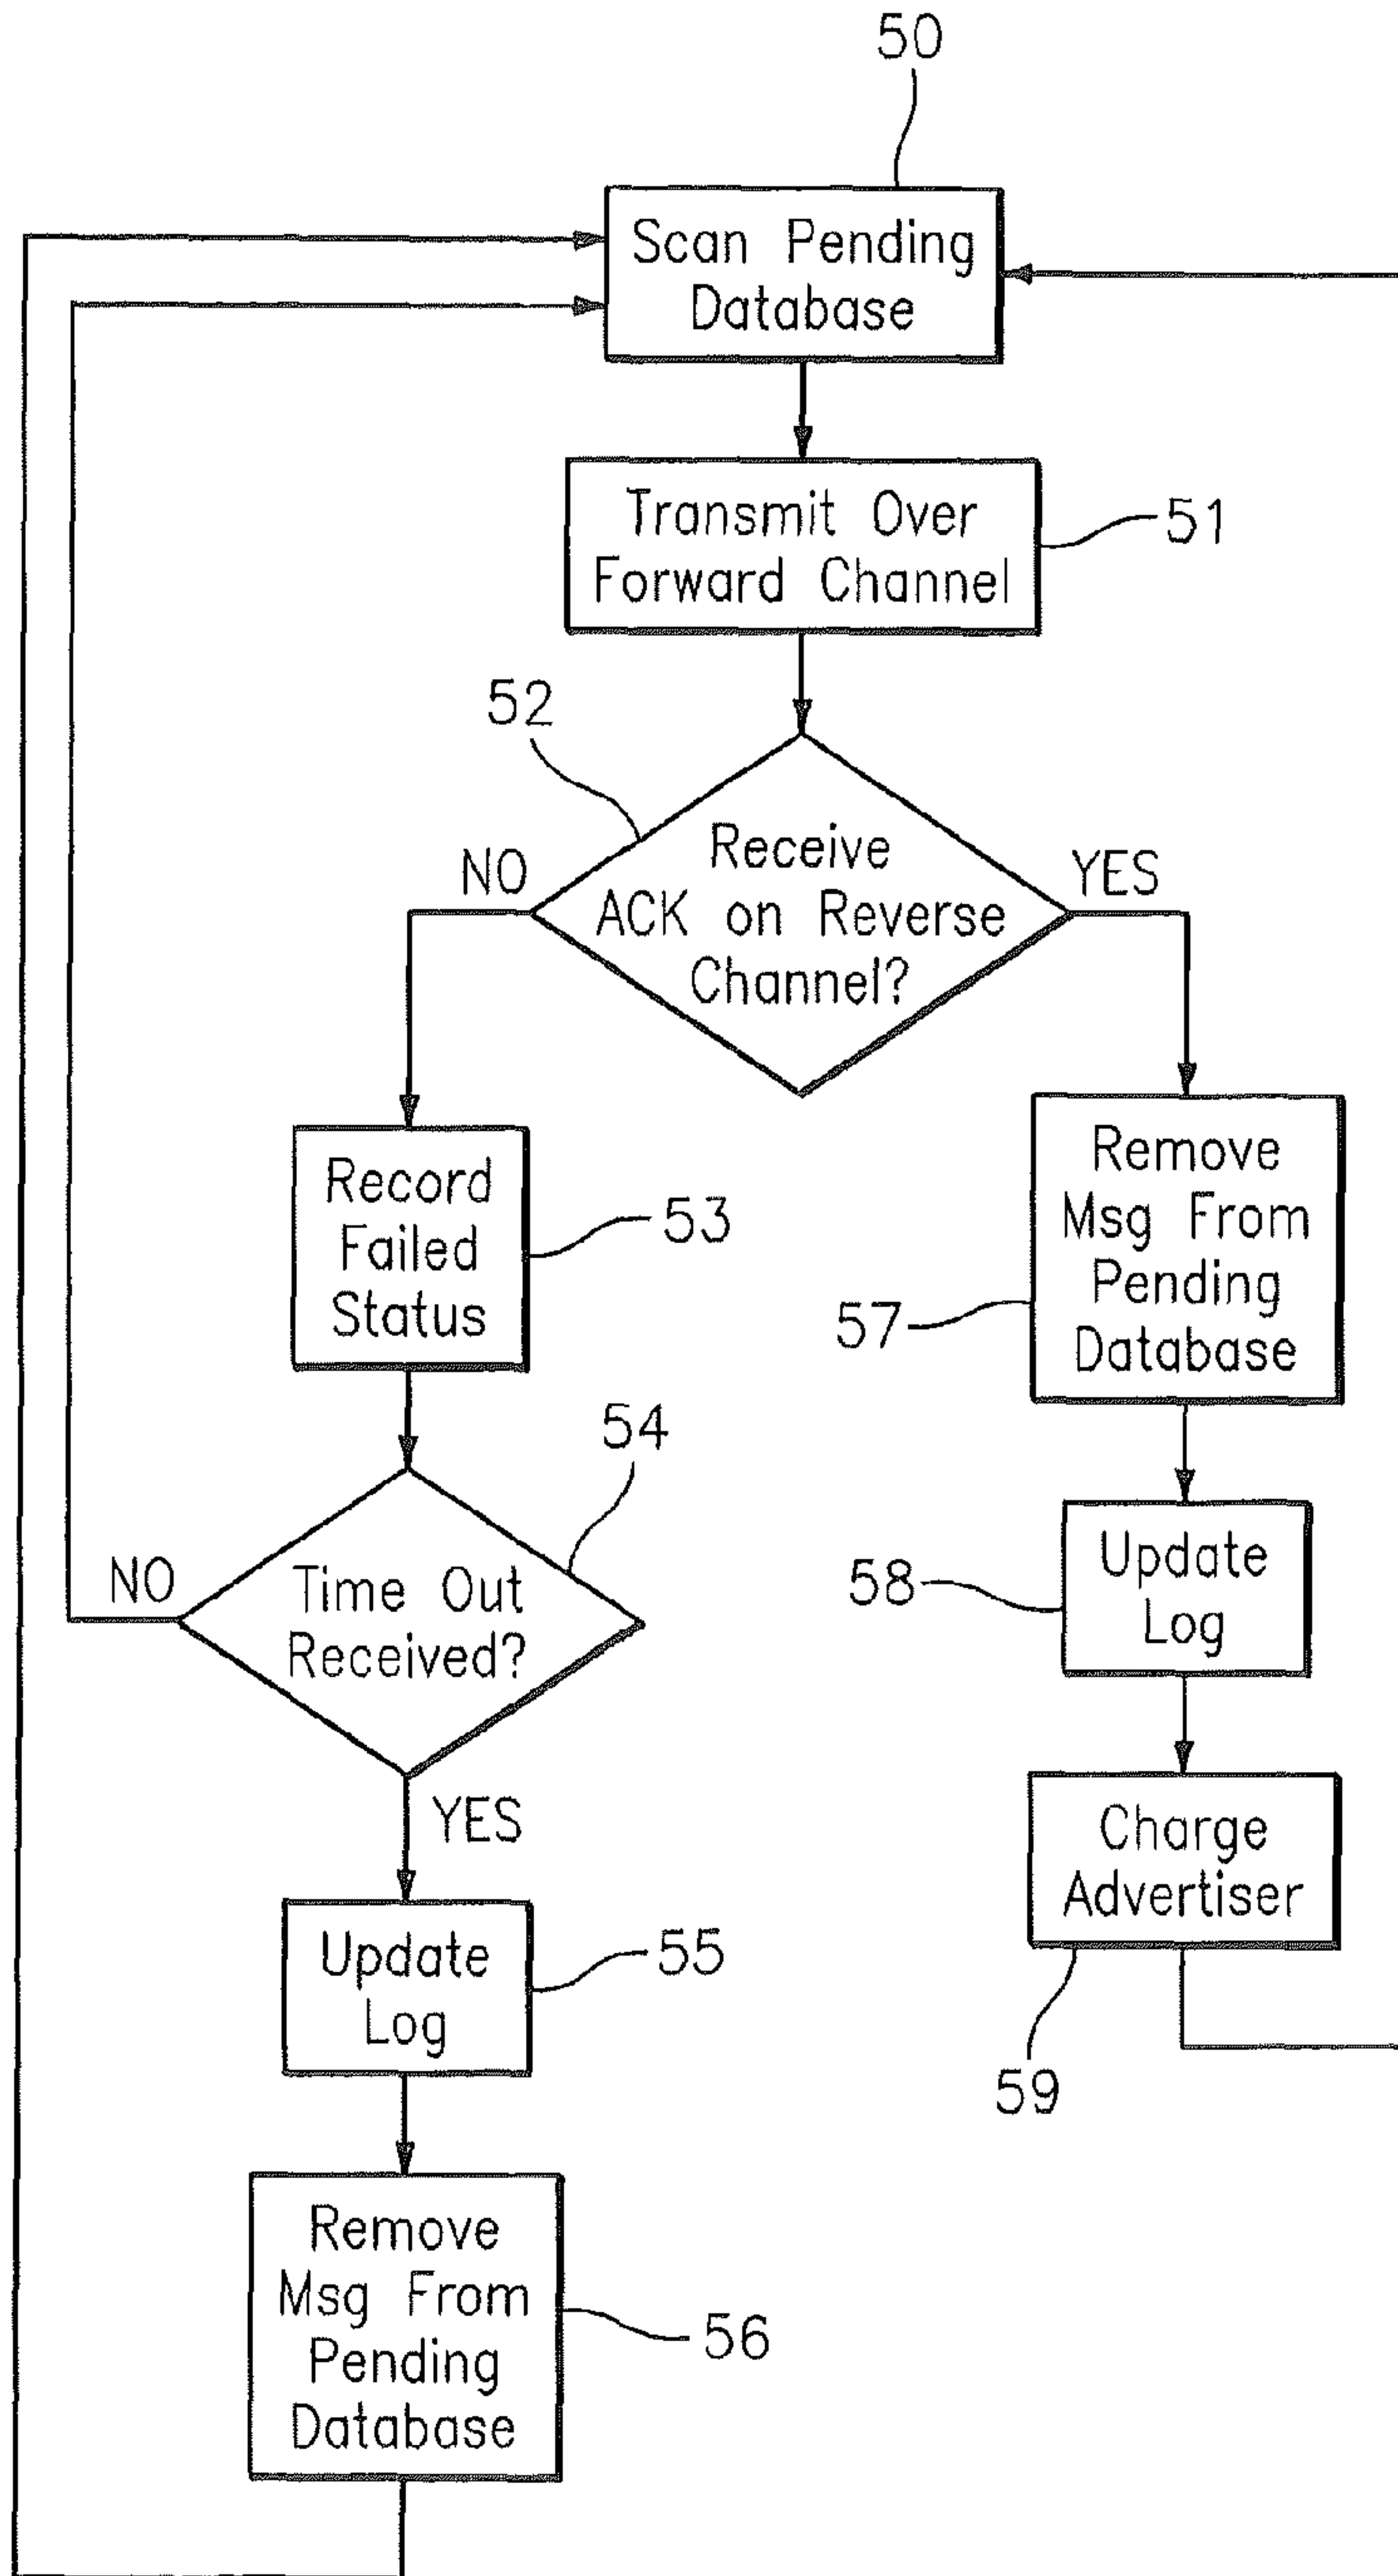 50
Scan Pending
Database
Transmit Over
Forward Channel
51
52
NO
Receive
ACK on Reverse
Channel?
YES
Record
Failed
Status
53
Remove
Msg From
Pending
Database
57
54
NO
Time Out
Received?
YES
Update
Log
58
Charge
Advertiser
59
Update
Log
55
Remove
Msg From
Pending
Database
56